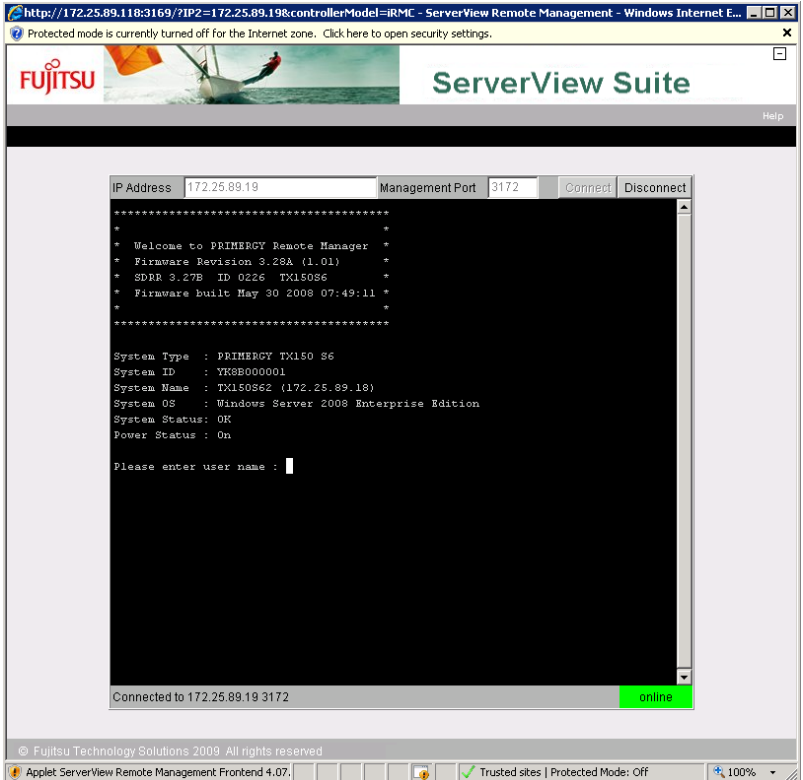 http://172.25.89.118:3169/?IP2=172.25.89.19&controllerModel=iRMC - ServerView Remote Management - Windows Internet E...
Protected mode is currently turned off for the Internet zone. Click here to open security settings.
FUJITSU
ServerView Suite
Help
IP Address 172.25.89.19 Management Port 3172 Connect Disconnect
****************************************
* *
* Welcome to PRIMERGY Remote Manager *
* Firmware Revision 3.28A (1.01) *
* SDRR 3.27B ID 0226 TX150S6 *
* Firmware built May 30 2008 07:49:11 *
* *
****************************************
System Type : PRIMERGY TX150 S6
System ID : YK8B000001
System Name : TX150S62 (172.25.89.18)
System OS : Windows Server 2008 Enterprise Edition
System Status: OK
Power Status : On
Please enter user name :
Connected to 172.25.89.19 3172 online
© Fujitsu Technology Solutions 2009 All rights reserved
Applet ServerView Remote Management Frontend 4.07. Trusted sites | Protected Mode: Off 100%